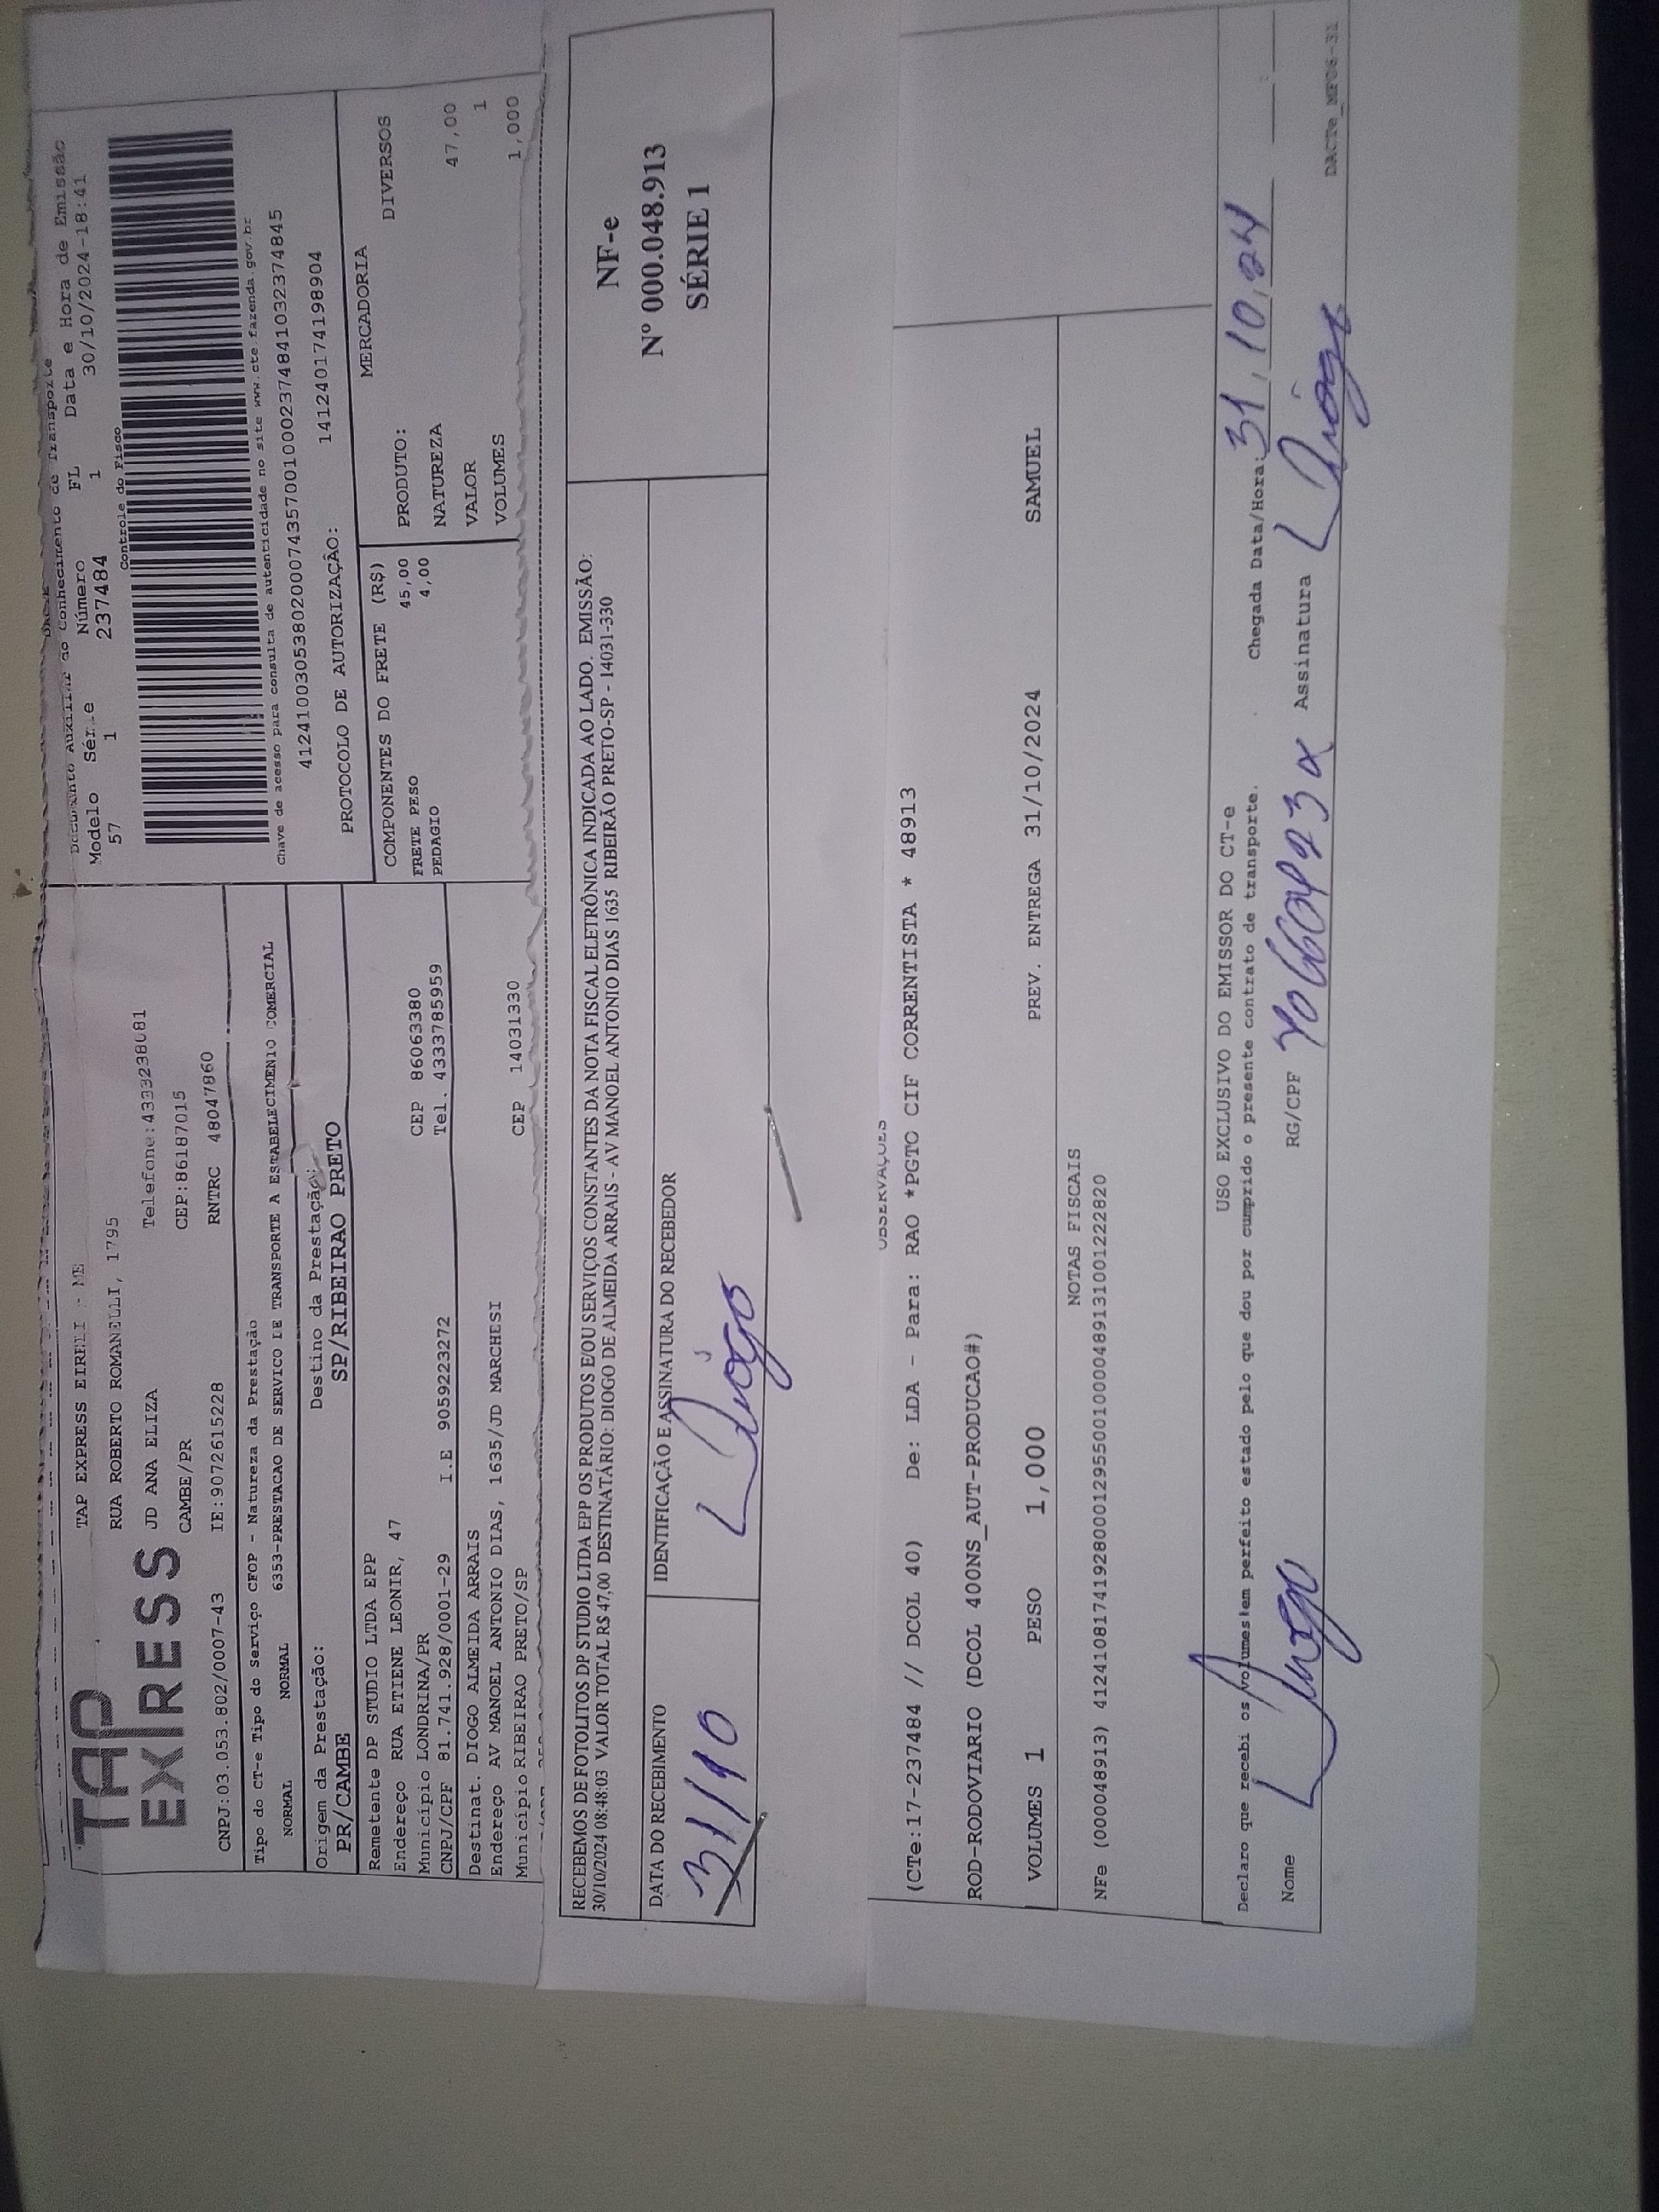 DACTE
Documento Auxiliar do Conhecimento de Transporte
Modelo Série Número FL Data e Hora de Emissão
57 1 237484 1 30/10/2024-18:41
Controle do Fisco
Chave de acesso para consulta de autenticidade no site www.cte.fazenda.gov.br
41241003053802000743570010002374841032374845
PROTOCOLO DE AUTORIZAÇÃO: 141240174198904
TAP EXPRESS
TAP EXPRESS EIRELI - ME
RUA ROBERTO ROMANELLI, 1795
JD ANA ELIZA Telefone:4333238081
CAMBE/PR CEP:86187015
CNPJ:03.053.802/0007-43 IE:9072615228 RNTRC 48047860
Tipo do CT-e Tipo do Serviço CFOP - Natureza da Prestação
NORMAL NORMAL 6353-PRESTACAO DE SERVICO DE TRANSPORTE A ESTABELECIMENTO COMERCIAL
Origem da Prestação: Destino da Prestação:
PR/CAMBE SP/RIBEIRAO PRETO
Remetente DP STUDIO LTDA EPP
Endereço RUA ETIENE LEONIR, 47
Município LONDRINA/PR CEP 86063380
CNPJ/CPF 81.741.928/0001-29 I.E 9059223272 Tel. 4333785959
Destinat. DIOGO ALMEIDA ARRAIS
Endereço AV MANOEL ANTONIO DIAS, 1635/JD MARCHESI
Município RIBEIRAO PRETO/SP CEP 14031330
COMPONENTES DO FRETE (R$)
FRETE PESO 45,00
PEDAGIO 4,00
MERCADORIA
PRODUTO: DIVERSOS
NATUREZA
VALOR 47,00
VOLUMES 1
1,000
RECEBEMOS DE FOTOLITOS DP STUDIO LTDA EPP OS PRODUTOS E/OU SERVIÇOS CONSTANTES DA NOTA FISCAL ELETRÔNICA INDICADA AO LADO. EMISSÃO:
30/10/2024 08:48:03 VALOR TOTAL R$ 47,00 DESTINATÁRIO: DIOGO DE ALMEIDA ARRAIS - AV MANOEL ANTONIO DIAS 1635 RIBEIRÃO PRETO-SP - 14031-330
DATA DO RECEBIMENTO IDENTIFICAÇÃO E ASSINATURA DO RECEBEDOR
31/10 Diogo
NF-e
Nº 000.048.913
SÉRIE 1
OBSERVAÇÕES
(CTe:17-237484 // DCOL 40) De: LDA - Para: RAO *PGTO CIF CORRENTISTA * 48913
ROD-RODOVIARIO (DCOL 400NS_AUT-PRODUCAO#)
VOLUMES 1 PESO 1,000 PREV. ENTREGA 31/10/2024 SAMUEL
NOTAS FISCAIS
NFe (00048913) 41241081741928000129550010000489131001222820
USO EXCLUSIVO DO EMISSOR DO CT-e
Declaro que recebi os volumes em perfeito estado pelo que dou por cumprido o presente contrato de transporte. Chegada Data/Hora: 31/10/24
Nome Diogo RG/CPF Assinatura Diogo
DACTe_MF06-31